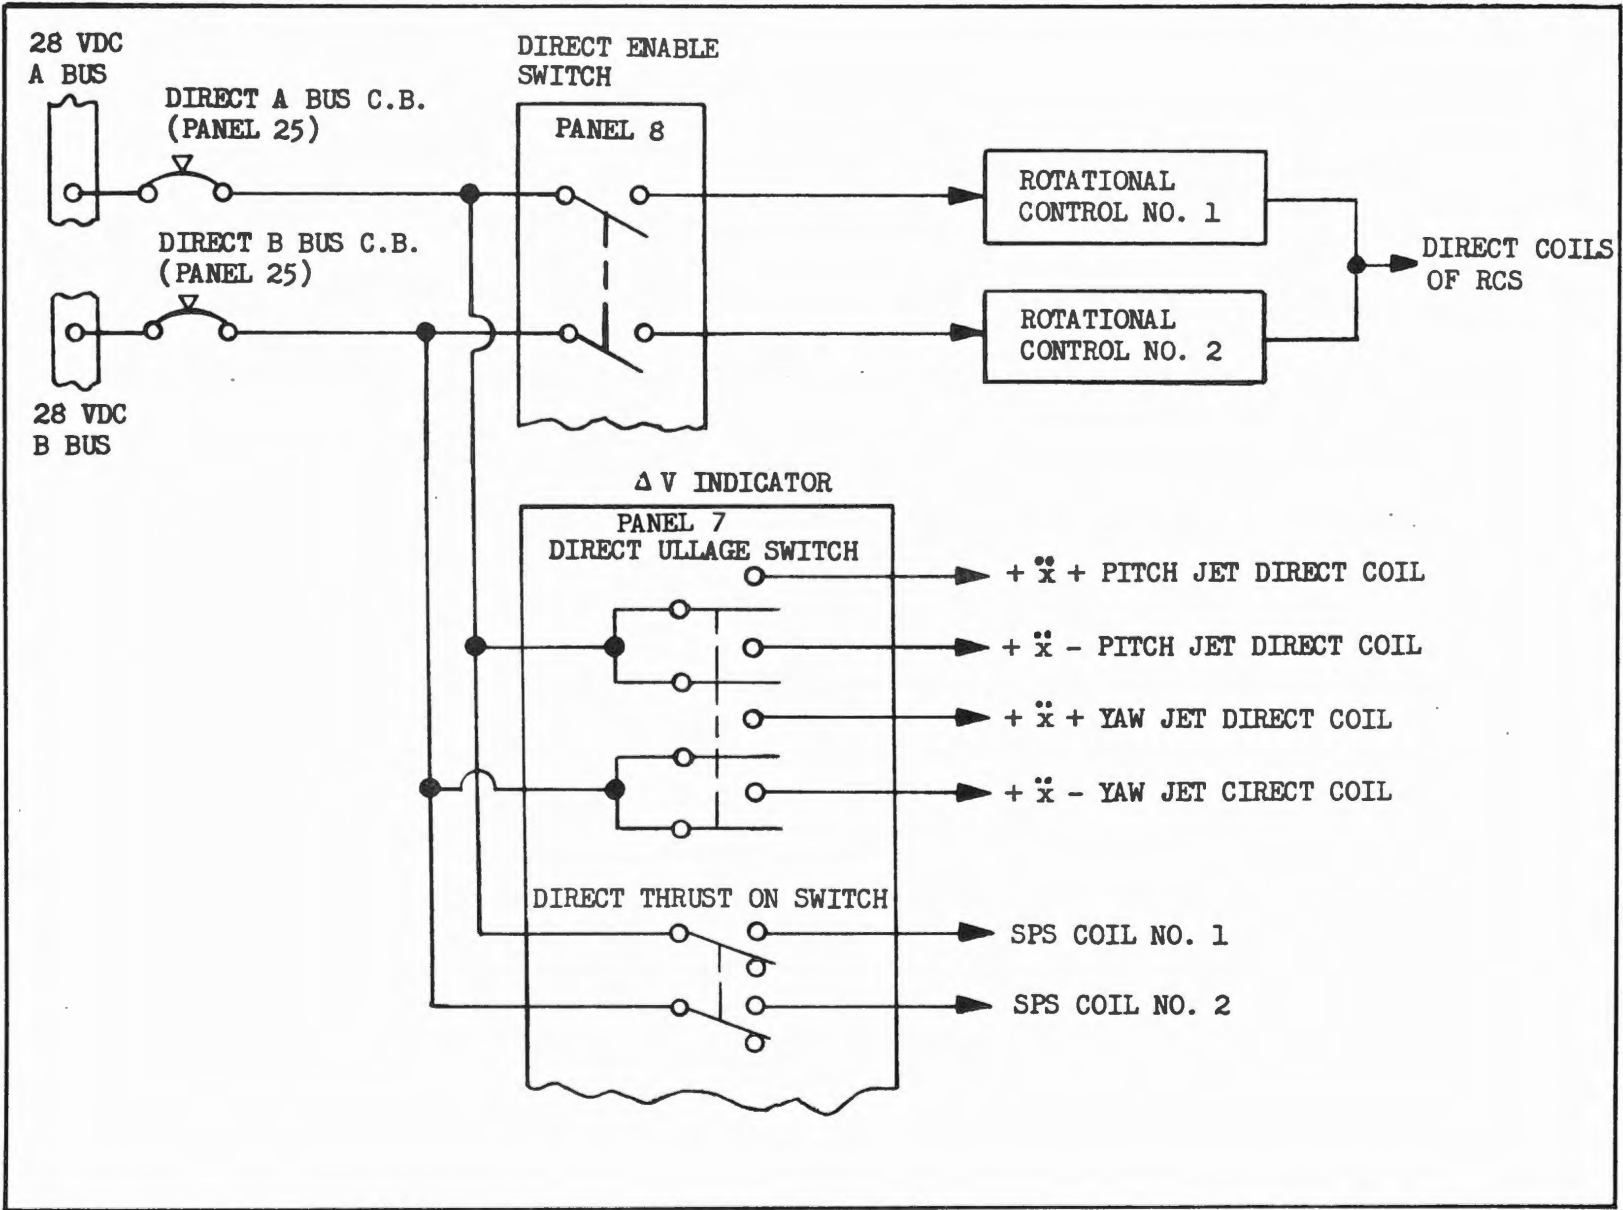 28 VDC
A BUS
DIRECT A BUS C.B.
(PANEL 25)
DIRECT ENABLE
SWITCH
PANEL 8
ROTATIONAL
CONTROL NO. 1
DIRECT B BUS C.B.
(PANEL 25)
DIRECT COILS
OF RCS
ROTATIONAL
CONTROL NO. 2
28 VDC
B BUS
Δ V INDICATOR
PANEL 7
DIRECT ULLAGE SWITCH
+ ẍ + PITCH JET DIRECT COIL
+ ẍ - PITCH JET DIRECT COIL
+ ẍ + YAW JET DIRECT COIL
+ ẍ - YAW JET CIRECT COIL
DIRECT THRUST ON SWITCH
SPS COIL NO. 1
SPS COIL NO. 2